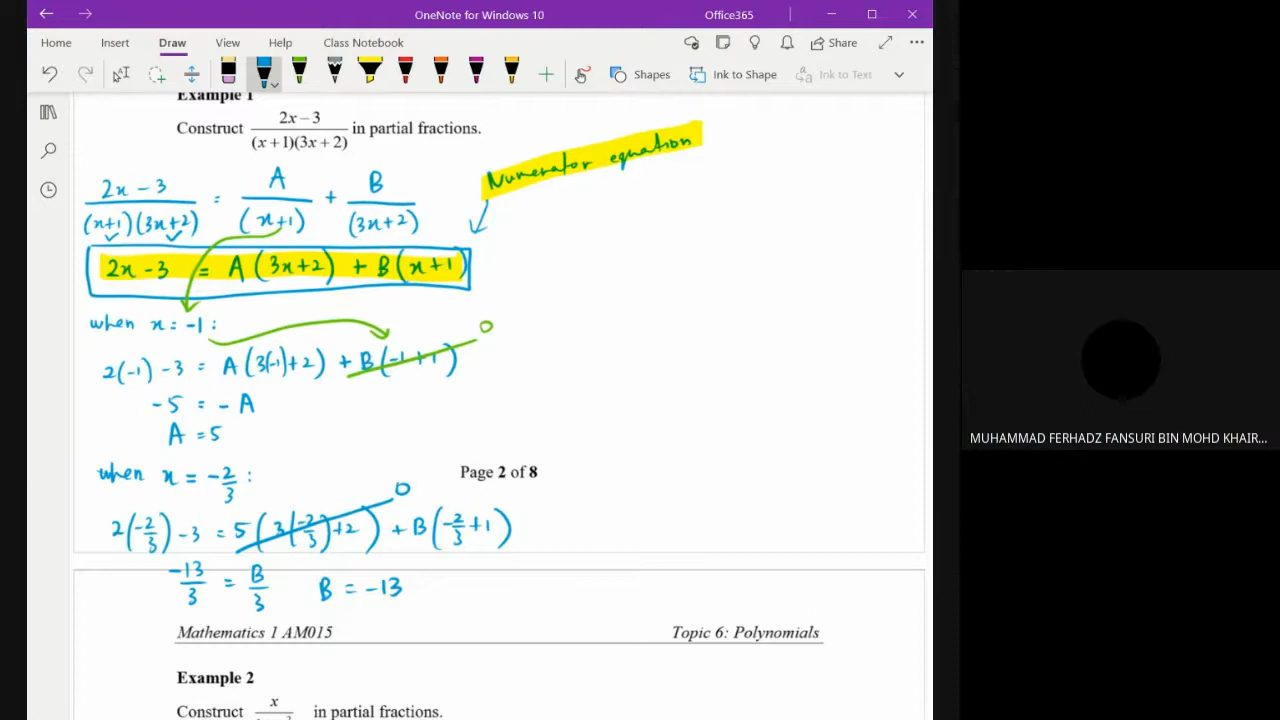 OneNote for Windows 10
Office365
Home Insert Draw View Help Class Notebook
Share
Shapes
Ink to Shape
Ink to Text
Example 1
Construct (2x – 3)/((x + 1)(3x + 2)) in partial fractions.
Numerator equation
(2x – 3)/((x+1)(3x+2)) = A/(x+1) + B/(3x+2)
2x – 3 = A(3x+2) + B(x+1)
when x = -1 :
2(-1) - 3 = A(3(-1)+2) + B(-1+1) 0
-5 = -A
A = 5
when x = -2/3 :
Page 2 of 8
2(-2/3) - 3 = 5(3(-2/3)+2) 0 + B(-2/3+1)
-13/3 = B/3 B = -13
Mathematics 1 AM015
Topic 6: Polynomials
Example 2
Construct x in partial fractions.
MUHAMMAD FERHADZ FANSURI BIN MOHD KHAIR...